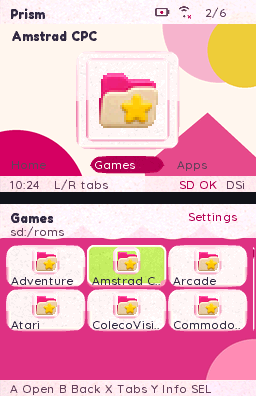 Prism 2/6
Amstrad CPC
Home Games Apps
10:24 L/R tabs SD OK DSi
Games Settings
sd:/roms
Adventure Amstrad C.. Arcade
Atari ColecoVisi.. Commodo..
A Open B Back X Tabs Y Info SEL